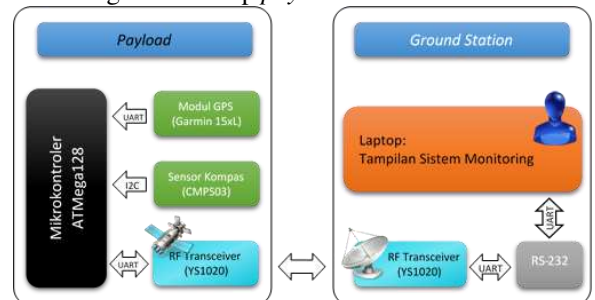 Payload
Mikrokontroler
ATMega128
UART
Modul GPS
(Garmin 15xL)
I2C
Sensor Kompas
(CMPS03)
UART
RF Transceiver
(YS1020)
Ground Station
Laptop:
Tampilan Sistem Monitoring
UART
RF Transceiver
(YS1020)
UART
RS-232